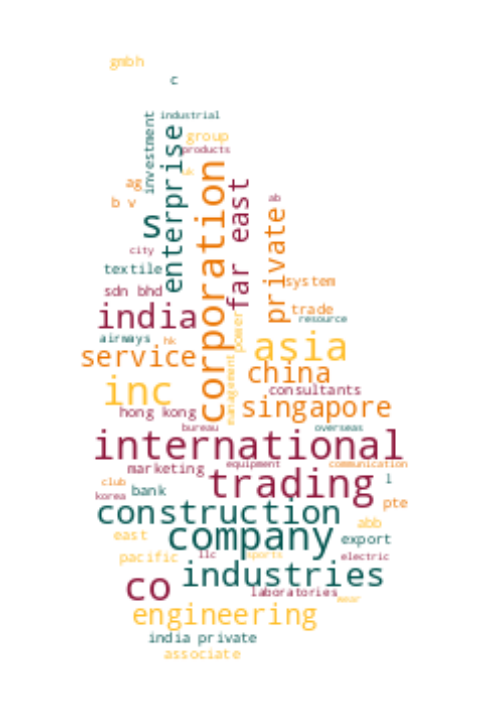 gmbh
c
industrial
investment
enterprise
group
products
uk
corporation
far east
ag
b v
ab
private
s
city
textile
system
sdn bhd
india
trade
resource
power
airways
hk
asia
service
management
china
inc
consultants
hong kong
singapore
bureau
overseas
international
marketing
equipment
communication
club
trading
l
korea
bank
construction
pte
abb
east
company
export
pacific
llc
sports
electric
industries
co
laboratories
wear
engineering
india private
associate